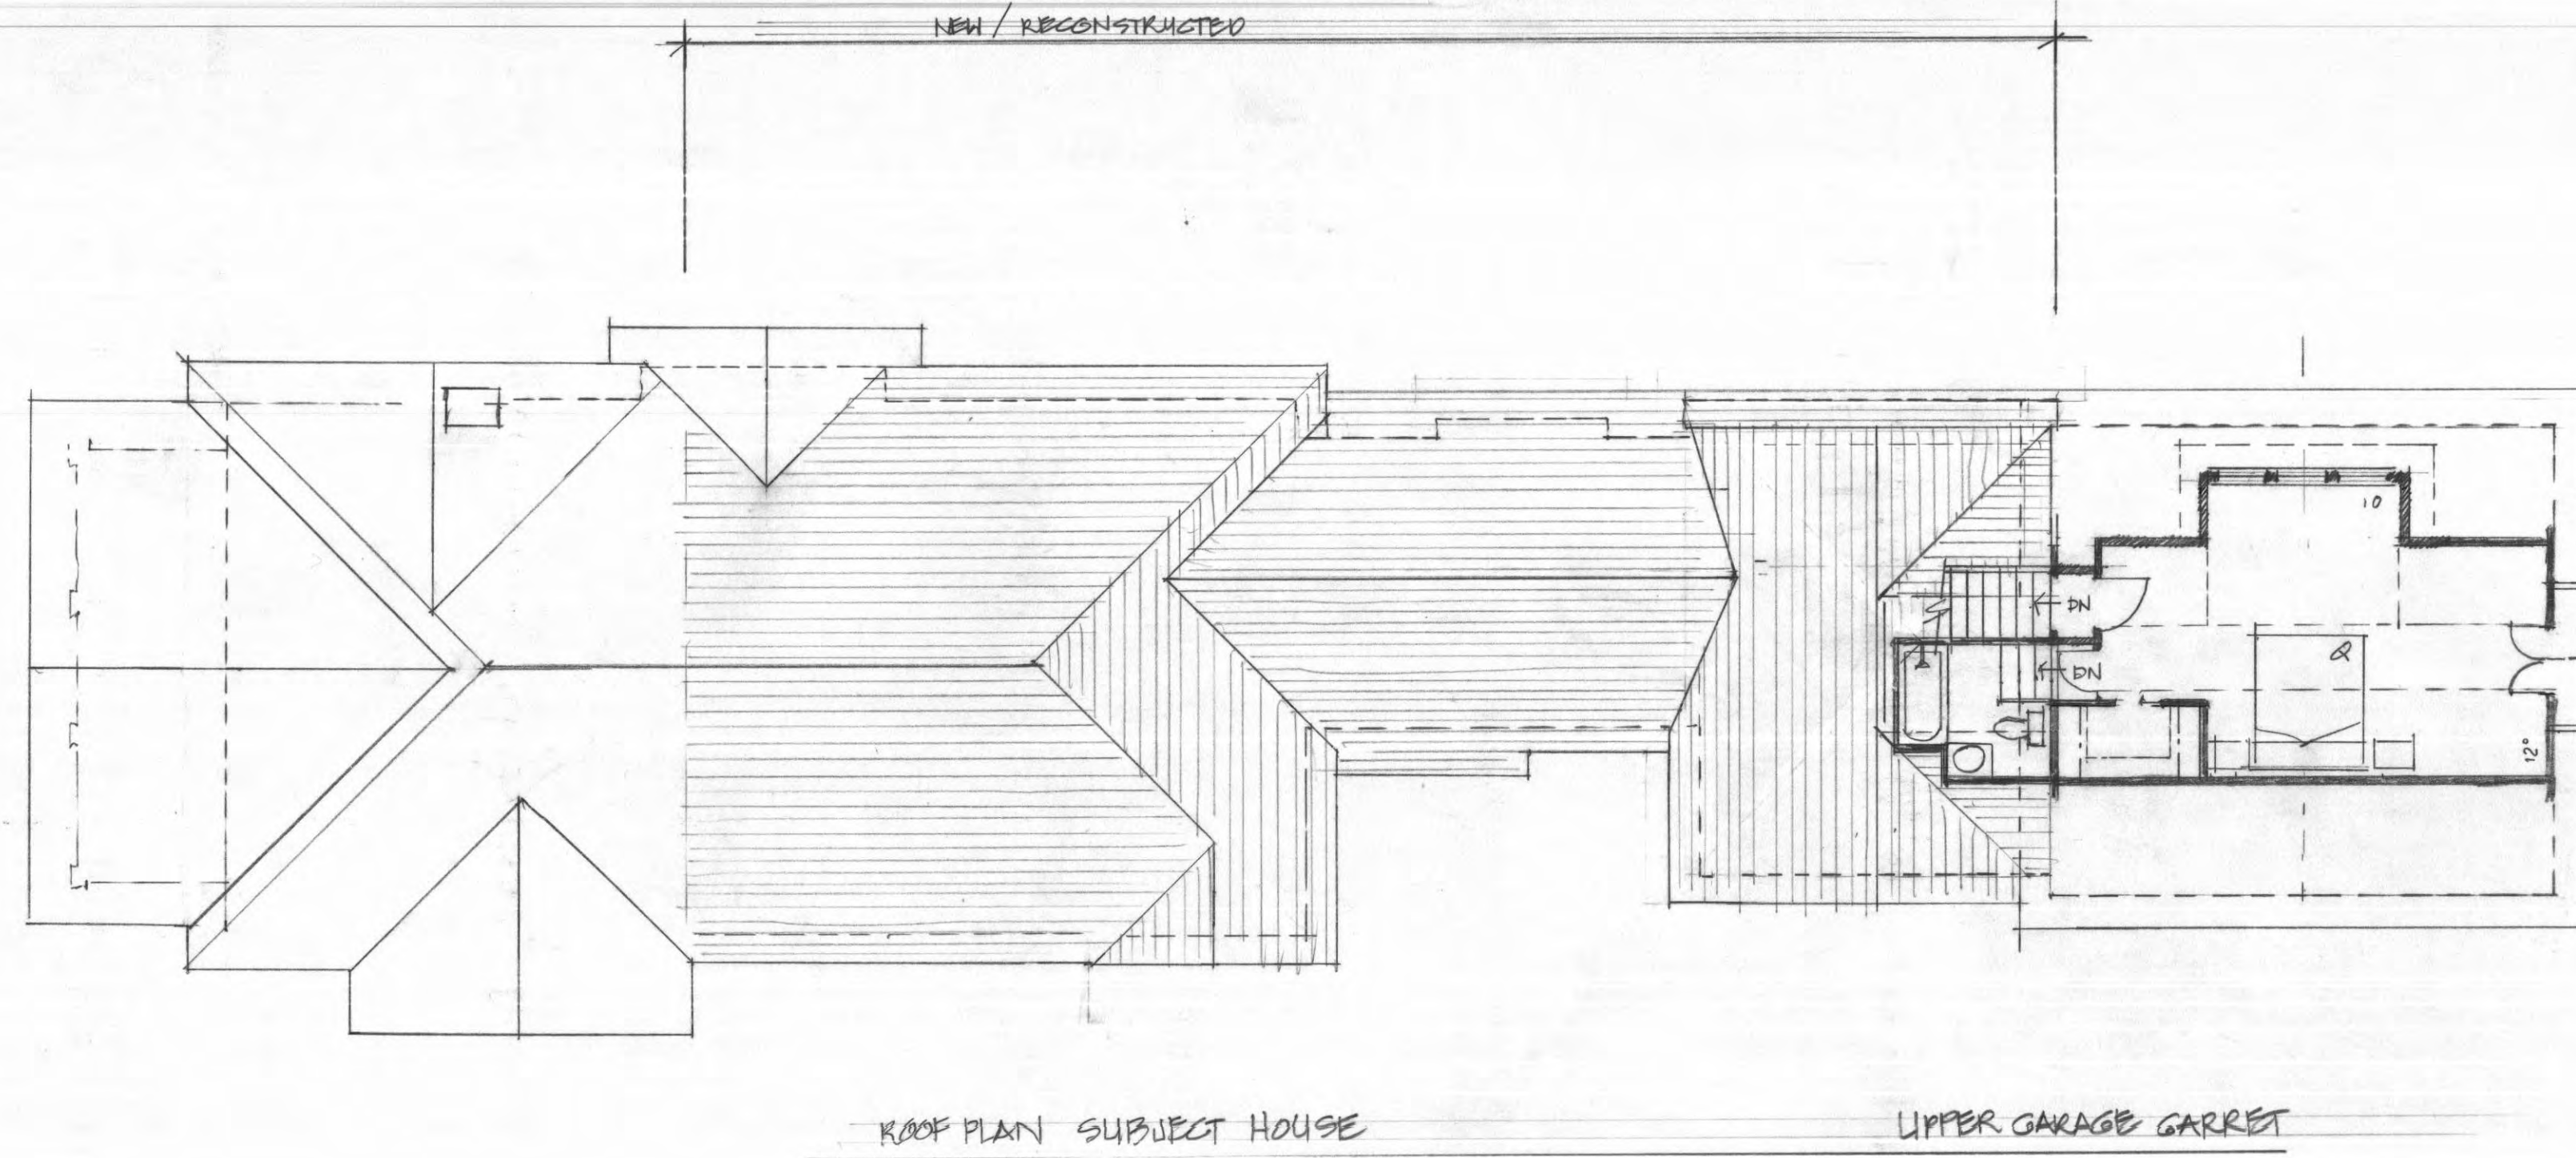 NEW / RECONSTRUCTED
10
DN
Q
DN
12°
ROOF PLAN SUBJECT HOUSE
UPPER GARAGE GARRET